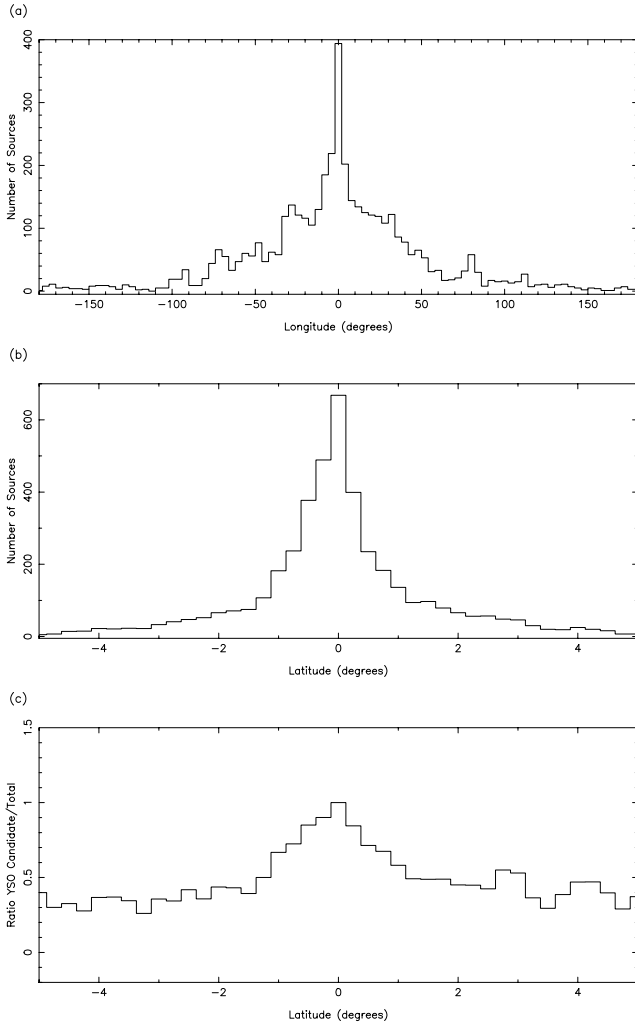 (a)
400
300
200
100
0
Number of Sources
−150 −100 −50 0 50 100 150
Longitude (degrees)
(b)
600
400
200
0
Number of Sources
−4 −2 0 2 4
Latitude (degrees)
(c)
1.5
1
0.5
0
Ratio YSO Candidate/Total
−4 −2 0 2 4
Latitude (degrees)